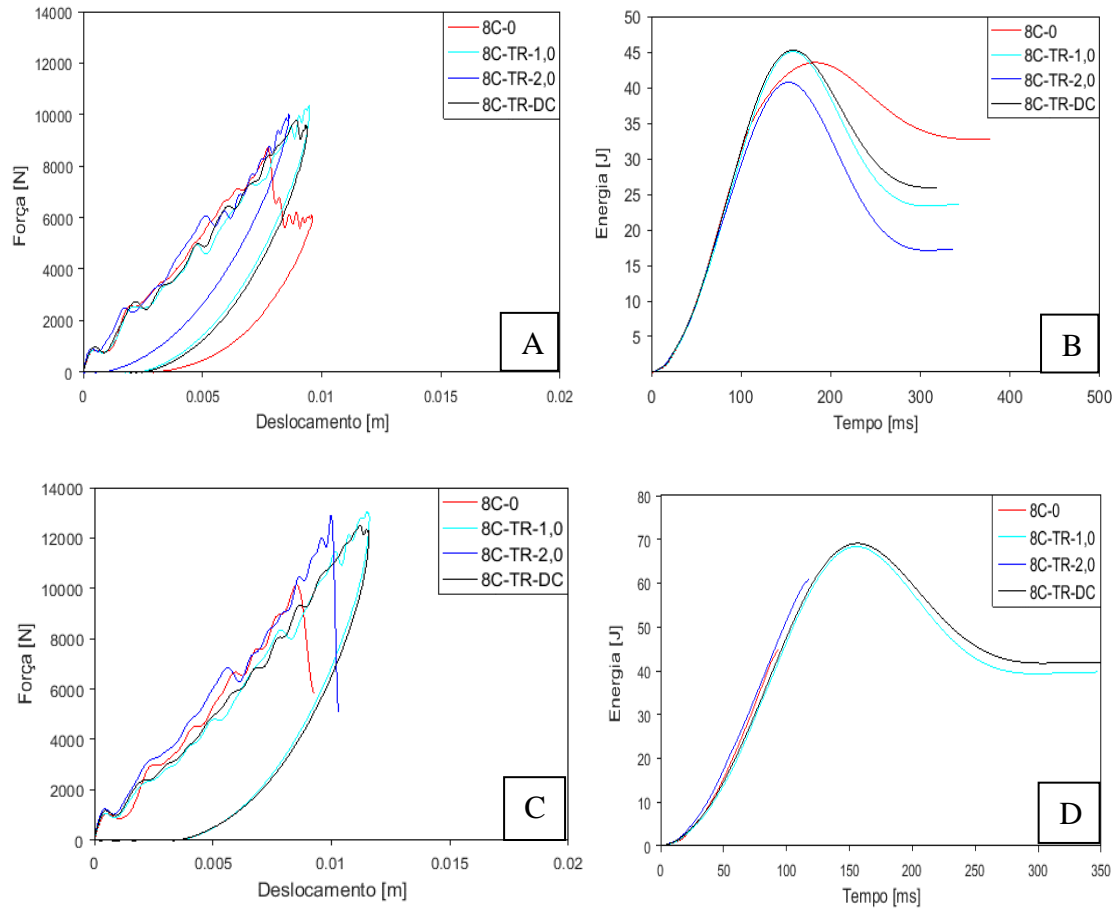 14000
12000
10000
8000
6000
4000
2000
0
Força [N]
0
0.005
0.01
0.015
0.02
Deslocamento [m]
8C-0
8C-TR-1,0
8C-TR-2,0
8C-TR-DC
A
50
45
40
35
30
25
20
15
10
5
Energia [J]
0
100
200
300
400
500
Tempo [ms]
8C-0
8C-TR-1,0
8C-TR-2,0
8C-TR-DC
B
14000
12000
10000
8000
6000
4000
2000
0
Força [N]
0
0.005
0.01
0.015
0.02
Deslocamento [m]
8C-0
8C-TR-1,0
8C-TR-2,0
8C-TR-DC
C
80
70
60
50
40
30
20
10
0
Energia [J]
0
50
100
150
200
250
300
350
Tempo [ms]
8C-0
8C-TR-1,0
8C-TR-2,0
8C-TR-DC
D